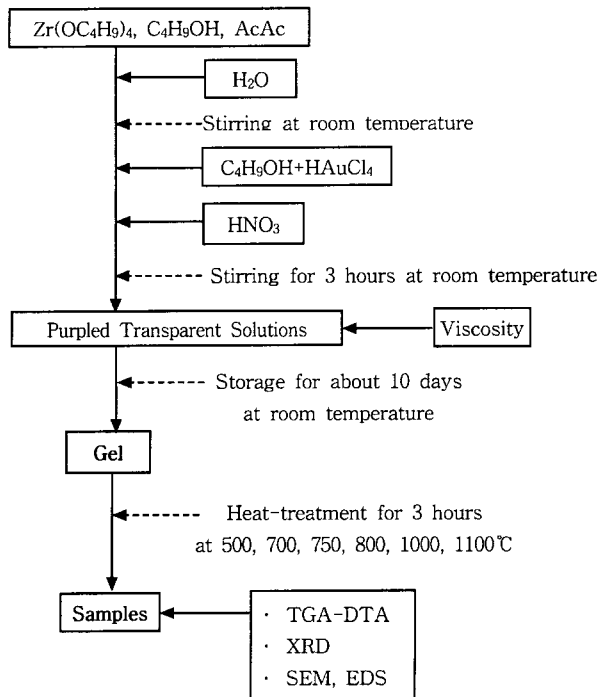 Zr(OC₄H₉)₄, C₄H₉OH, AcAc
H₂O
Stirring at room temperature
C₄H₉OH+HAuCl₄
HNO₃
Stirring for 3 hours at room temperature
Purpled Transparent Solutions
Viscosity
Storage for about 10 days
at room temperature
Gel
Heat-treatment for 3 hours
at 500, 700, 750, 800, 1000, 1100℃
Samples
· TGA-DTA
· XRD
· SEM, EDS